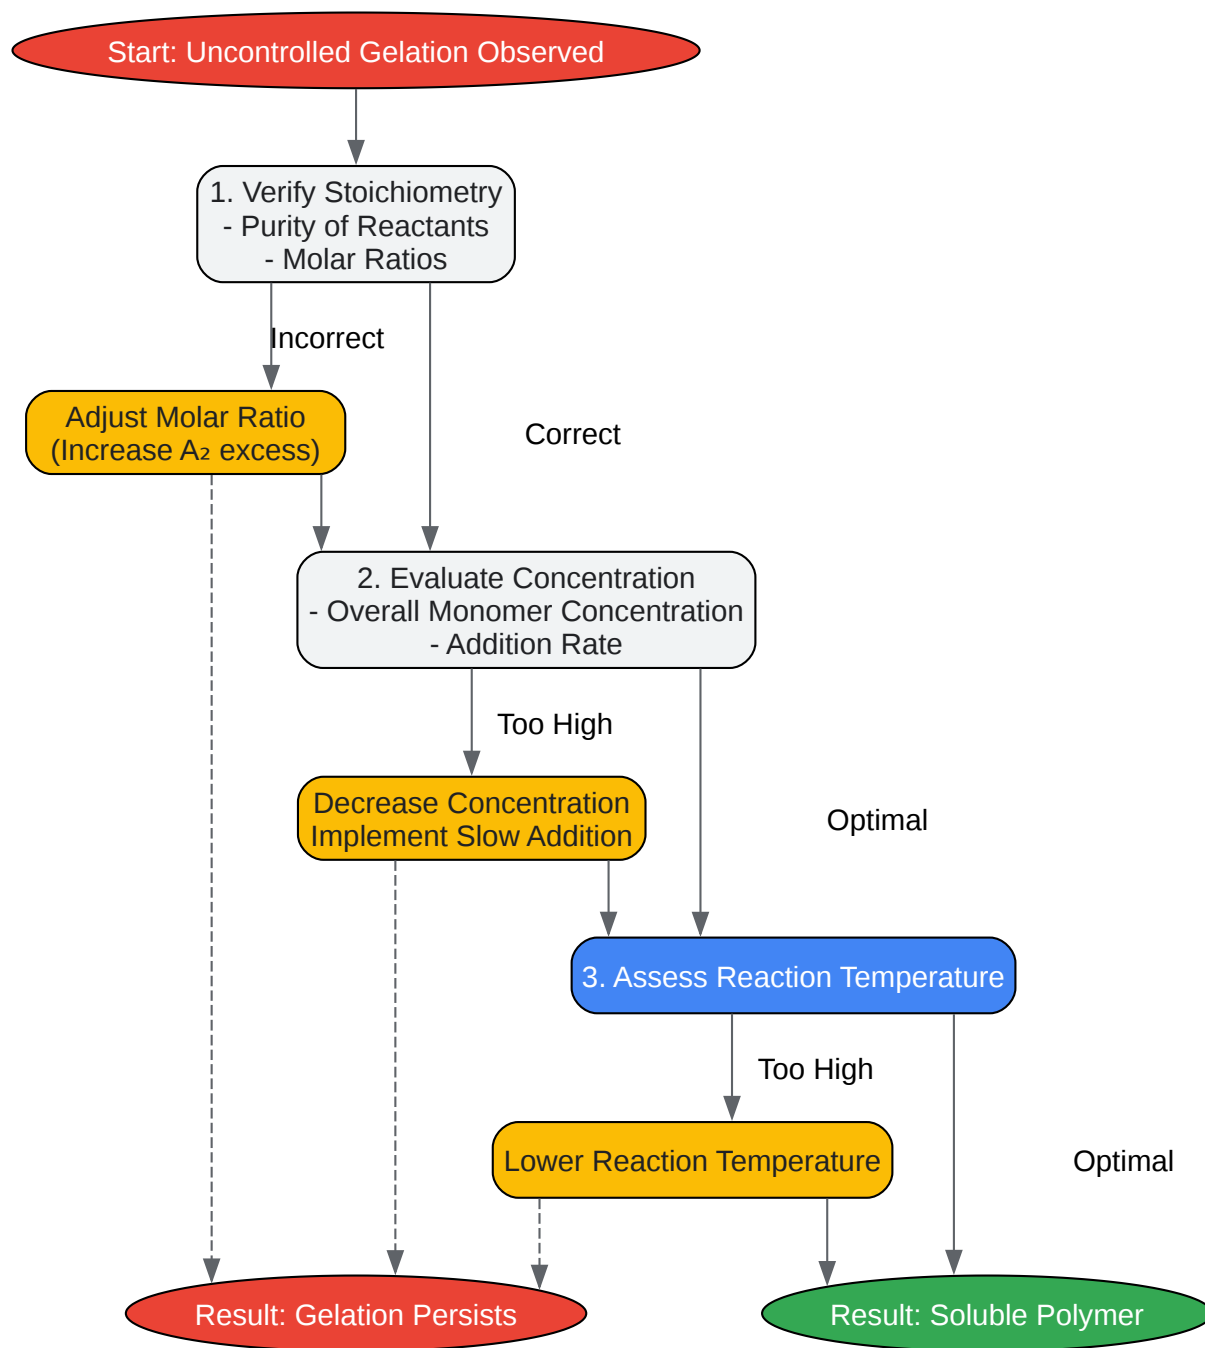 Start: Uncontrolled Gelation Observed
1. Verify Stoichiometry
- Purity of Reactants
- Molar Ratios
Incorrect
Adjust Molar Ratio
(Increase A₂ excess)
Correct
2. Evaluate Concentration
- Overall Monomer Concentration
- Addition Rate
Too High
Decrease Concentration
Implement Slow Addition
Optimal
3. Assess Reaction Temperature
Too High
Lower Reaction Temperature
Optimal
Result: Gelation Persists
Result: Soluble Polymer